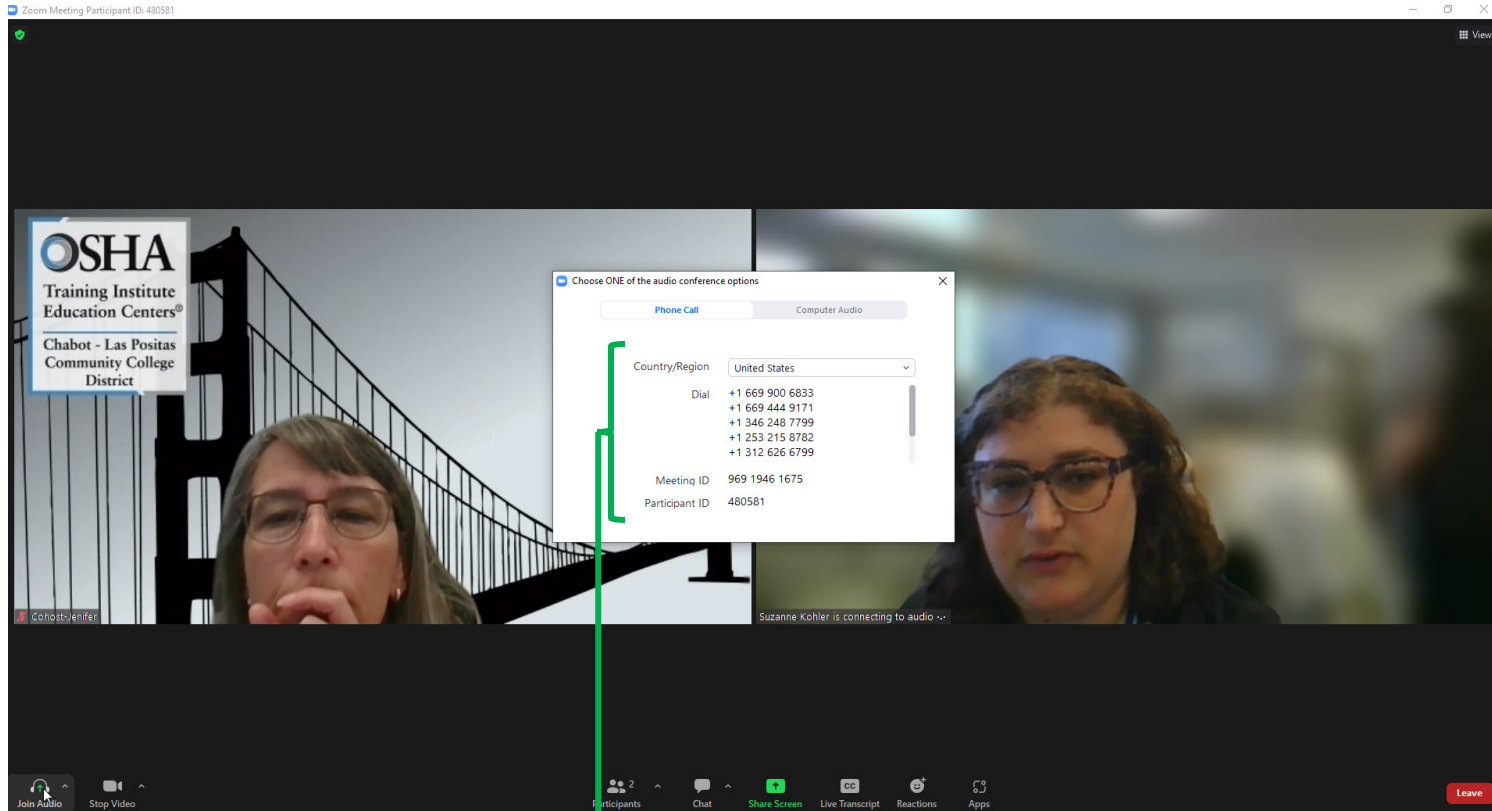 Zoom Meeting Participant ID: 480581
View
OSHA
Training Institute
Education Centers®
Chabot - Las Positas
Community College
District
Choose ONE of the audio conference options
Phone Call
Computer Audio
Country/Region United States
Dial +1 669 900 6833
+1 669 444 9171
+1 346 248 7799
+1 253 215 8782
+1 312 626 6799
Meeting ID 969 1946 1675
Participant ID 480581
Cohost-Jenifer
Suzanne Kohler is connecting to audio
2
Join Audio
Stop Video
Participants
Chat
Share Screen
CC
Live Transcript
Reactions
Apps
Leave